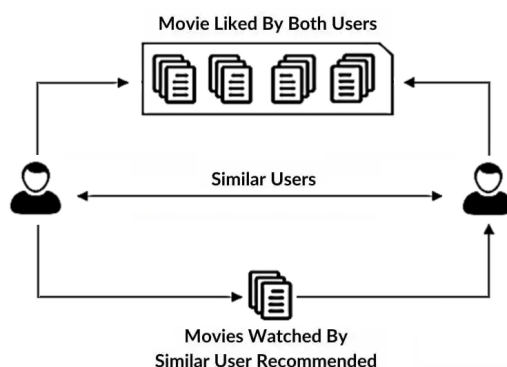 Movie Liked By Both Users
Similar Users
Movies Watched By
Similar User Recommended